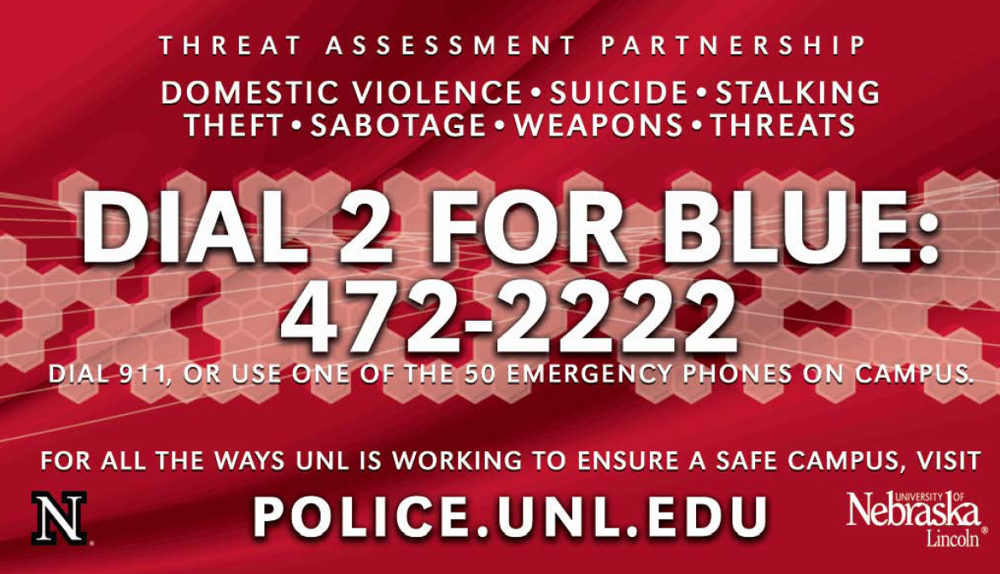 THREAT ASSESSMENT PARTNERSHIP
DOMESTIC VIOLENCE • SUICIDE • STALKING
THEFT • SABOTAGE • WEAPONS • THREATS
DIAL 2 FOR BLUE:
472-2222
DIAL 911, OR USE ONE OF THE 50 EMERGENCY PHONES ON CAMPUS.
FOR ALL THE WAYS UNL IS WORKING TO ENSURE A SAFE CAMPUS, VISIT
N®
POLICE.UNL.EDU
UNIVERSITY OF
Nebraska®
Lincoln